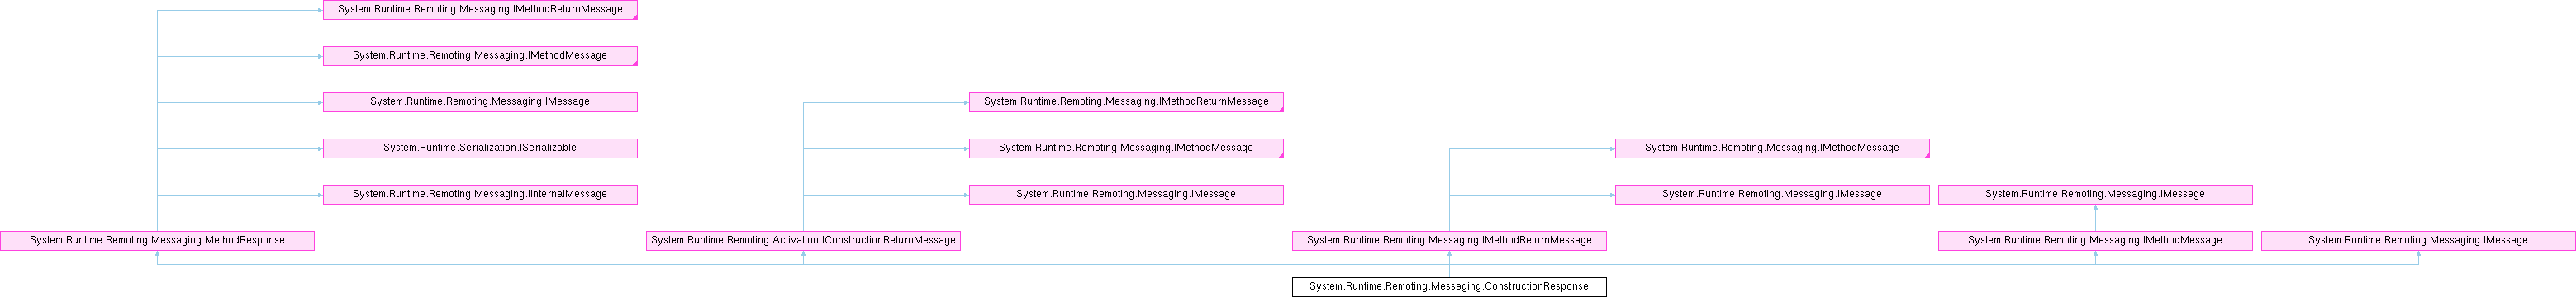 System.Runtime.Remoting.Messaging.IMethodReturnMessage
System.Runtime.Remoting.Messaging.IMethodMessage
System.Runtime.Remoting.Messaging.IMessage
System.Runtime.Remoting.Messaging.IMethodReturnMessage
System.Runtime.Serialization.ISerializable
System.Runtime.Remoting.Messaging.IMethodMessage
System.Runtime.Remoting.Messaging.IMethodMessage
System.Runtime.Remoting.Messaging.IInternalMessage
System.Runtime.Remoting.Messaging.IMessage
System.Runtime.Remoting.Messaging.IMessage
System.Runtime.Remoting.Messaging.IMessage
System.Runtime.Remoting.Messaging.MethodResponse
System.Runtime.Remoting.Activation.IConstructionReturnMessage
System.Runtime.Remoting.Messaging.IMethodReturnMessage
System.Runtime.Remoting.Messaging.IMethodMessage
System.Runtime.Remoting.Messaging.IMessage
System.Runtime.Remoting.Messaging.ConstructionResponse